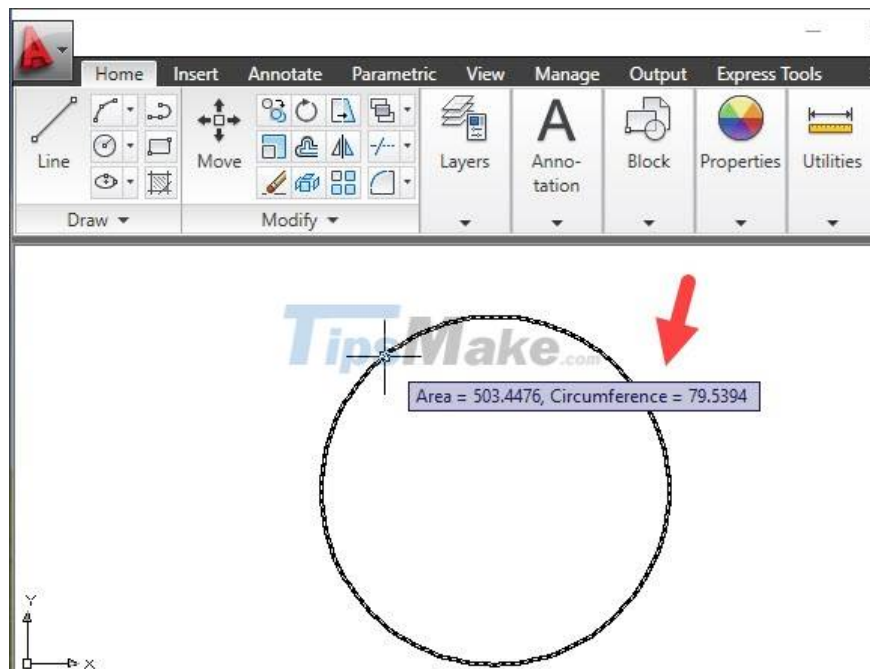 Home Insert Annotate Parametric View Manage Output Express Tools
Line
Move
Layers
Anno-
tation
Block
Properties
Utilities
Draw
Modify
TipsMake.com
Area = 503.4476, Circumference = 79.5394
Y
X